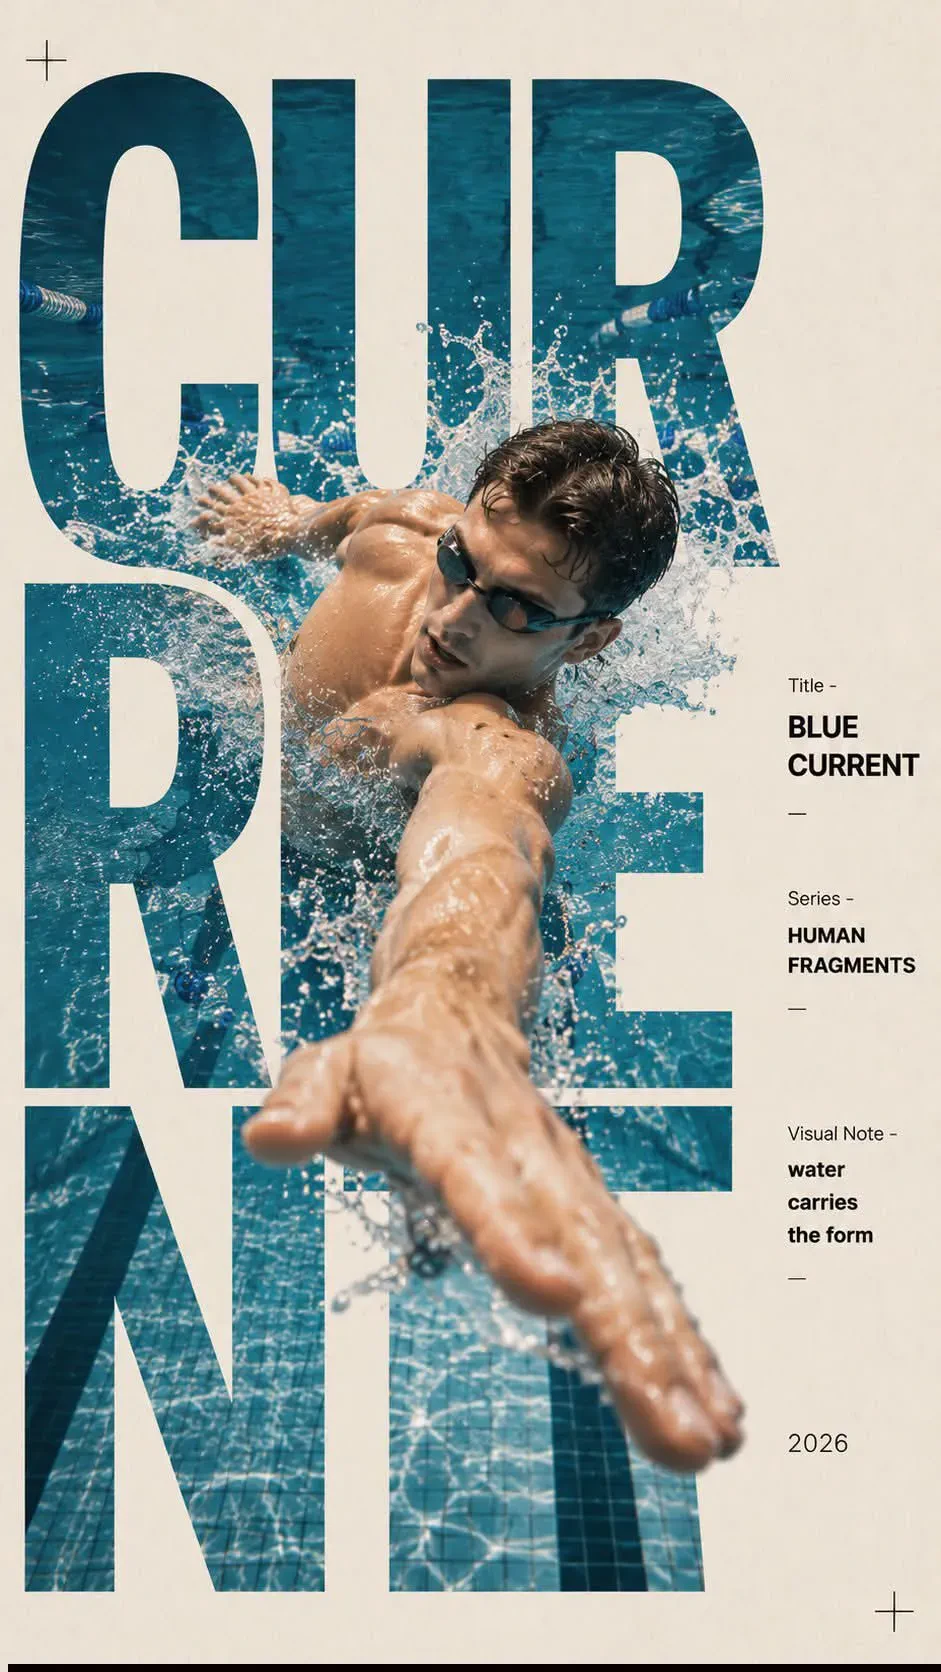 CUR
RE
NT
Title -
BLUE
CURRENT
—
Series -
HUMAN
FRAGMENTS
—
Visual Note -
water
carries
the form
—
2026